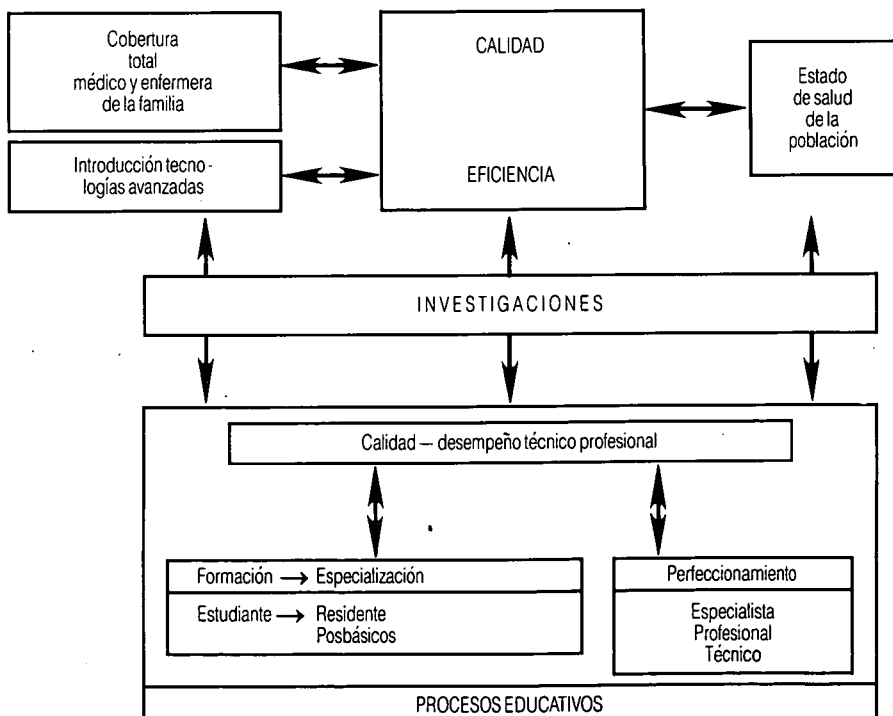 Cobertura
total
médico y enfermera
de la familia
Introducción tecno-
logías avanzadas
CALIDAD
EFICIENCIA
Estado
de salud
de la
población
INVESTIGACIONES
Calidad — desempeño técnico profesional
Formación → Especialización
Estudiante → Residente
Posbásicos
Perfeccionamiento
Especialista
Profesional
Técnico
PROCESOS EDUCATIVOS